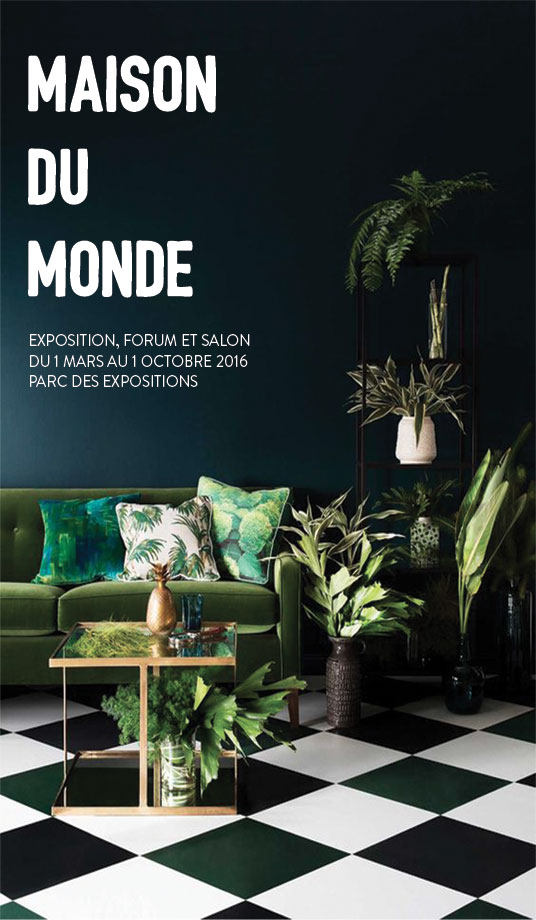 MAISON
DU
MONDE
EXPOSITION, FORUM ET SALON
DU 1 MARS AU 1 OCTOBRE 2016
PARC DES EXPOSITIONS